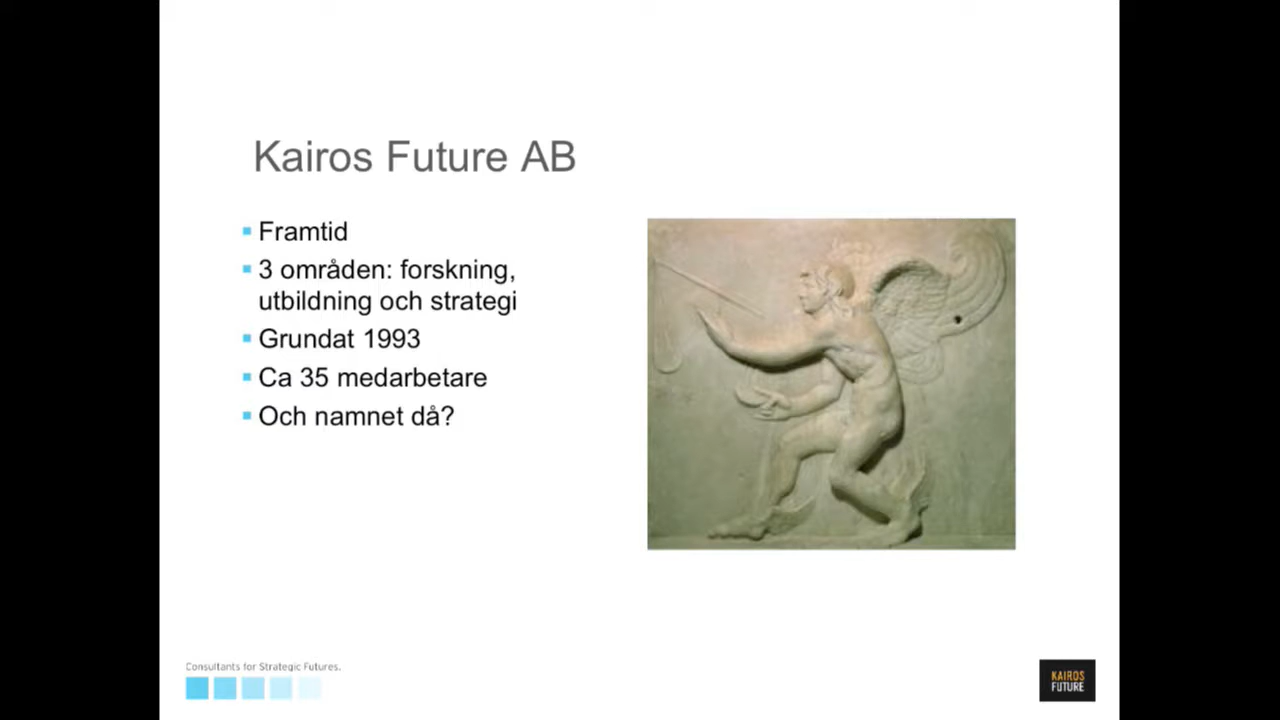 Kairos Future AB
Framtid
3 områden: forskning,
utbildning och strategi
Grundat 1993
Ca 35 medarbetare
Och namnet då?
Consultants for Strategic Futures.
KAIROS
FUTURE